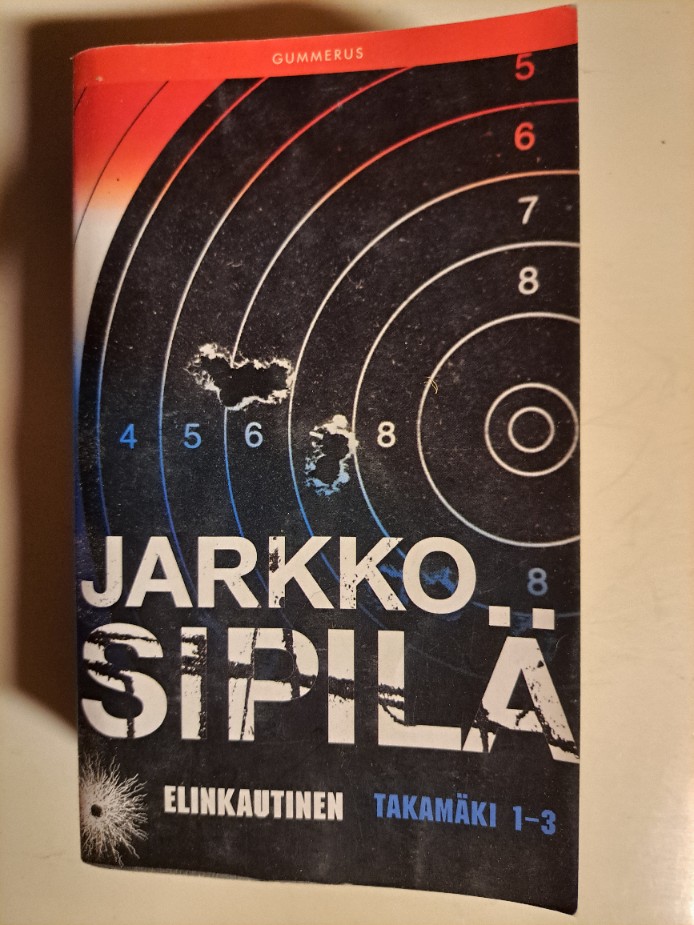 GUMMERUS
5
6
7
8
4 5 6 8
8
JARKKO
SIPILÄ
ELINKAUTINEN TAKAMÄKI 1–3